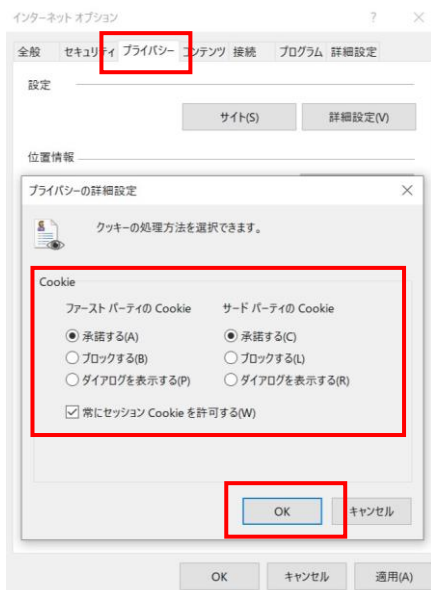 インターネット オプション ? ×
全般 セキュリティ プライバシー コンテンツ 接続 プログラム 詳細設定
設定
サイト(S) 詳細設定(V)
位置情報
プライバシーの詳細設定 ×
クッキーの処理方法を選択できます。
Cookie
ファースト パーティの Cookie サード パーティの Cookie
承諾する(A) 承諾する(C)
ブロックする(B) ブロックする(L)
ダイアログを表示する(P) ダイアログを表示する(R)
常にセッション Cookie を許可する(W)
OK キャンセル
OK キャンセル 適用(A)